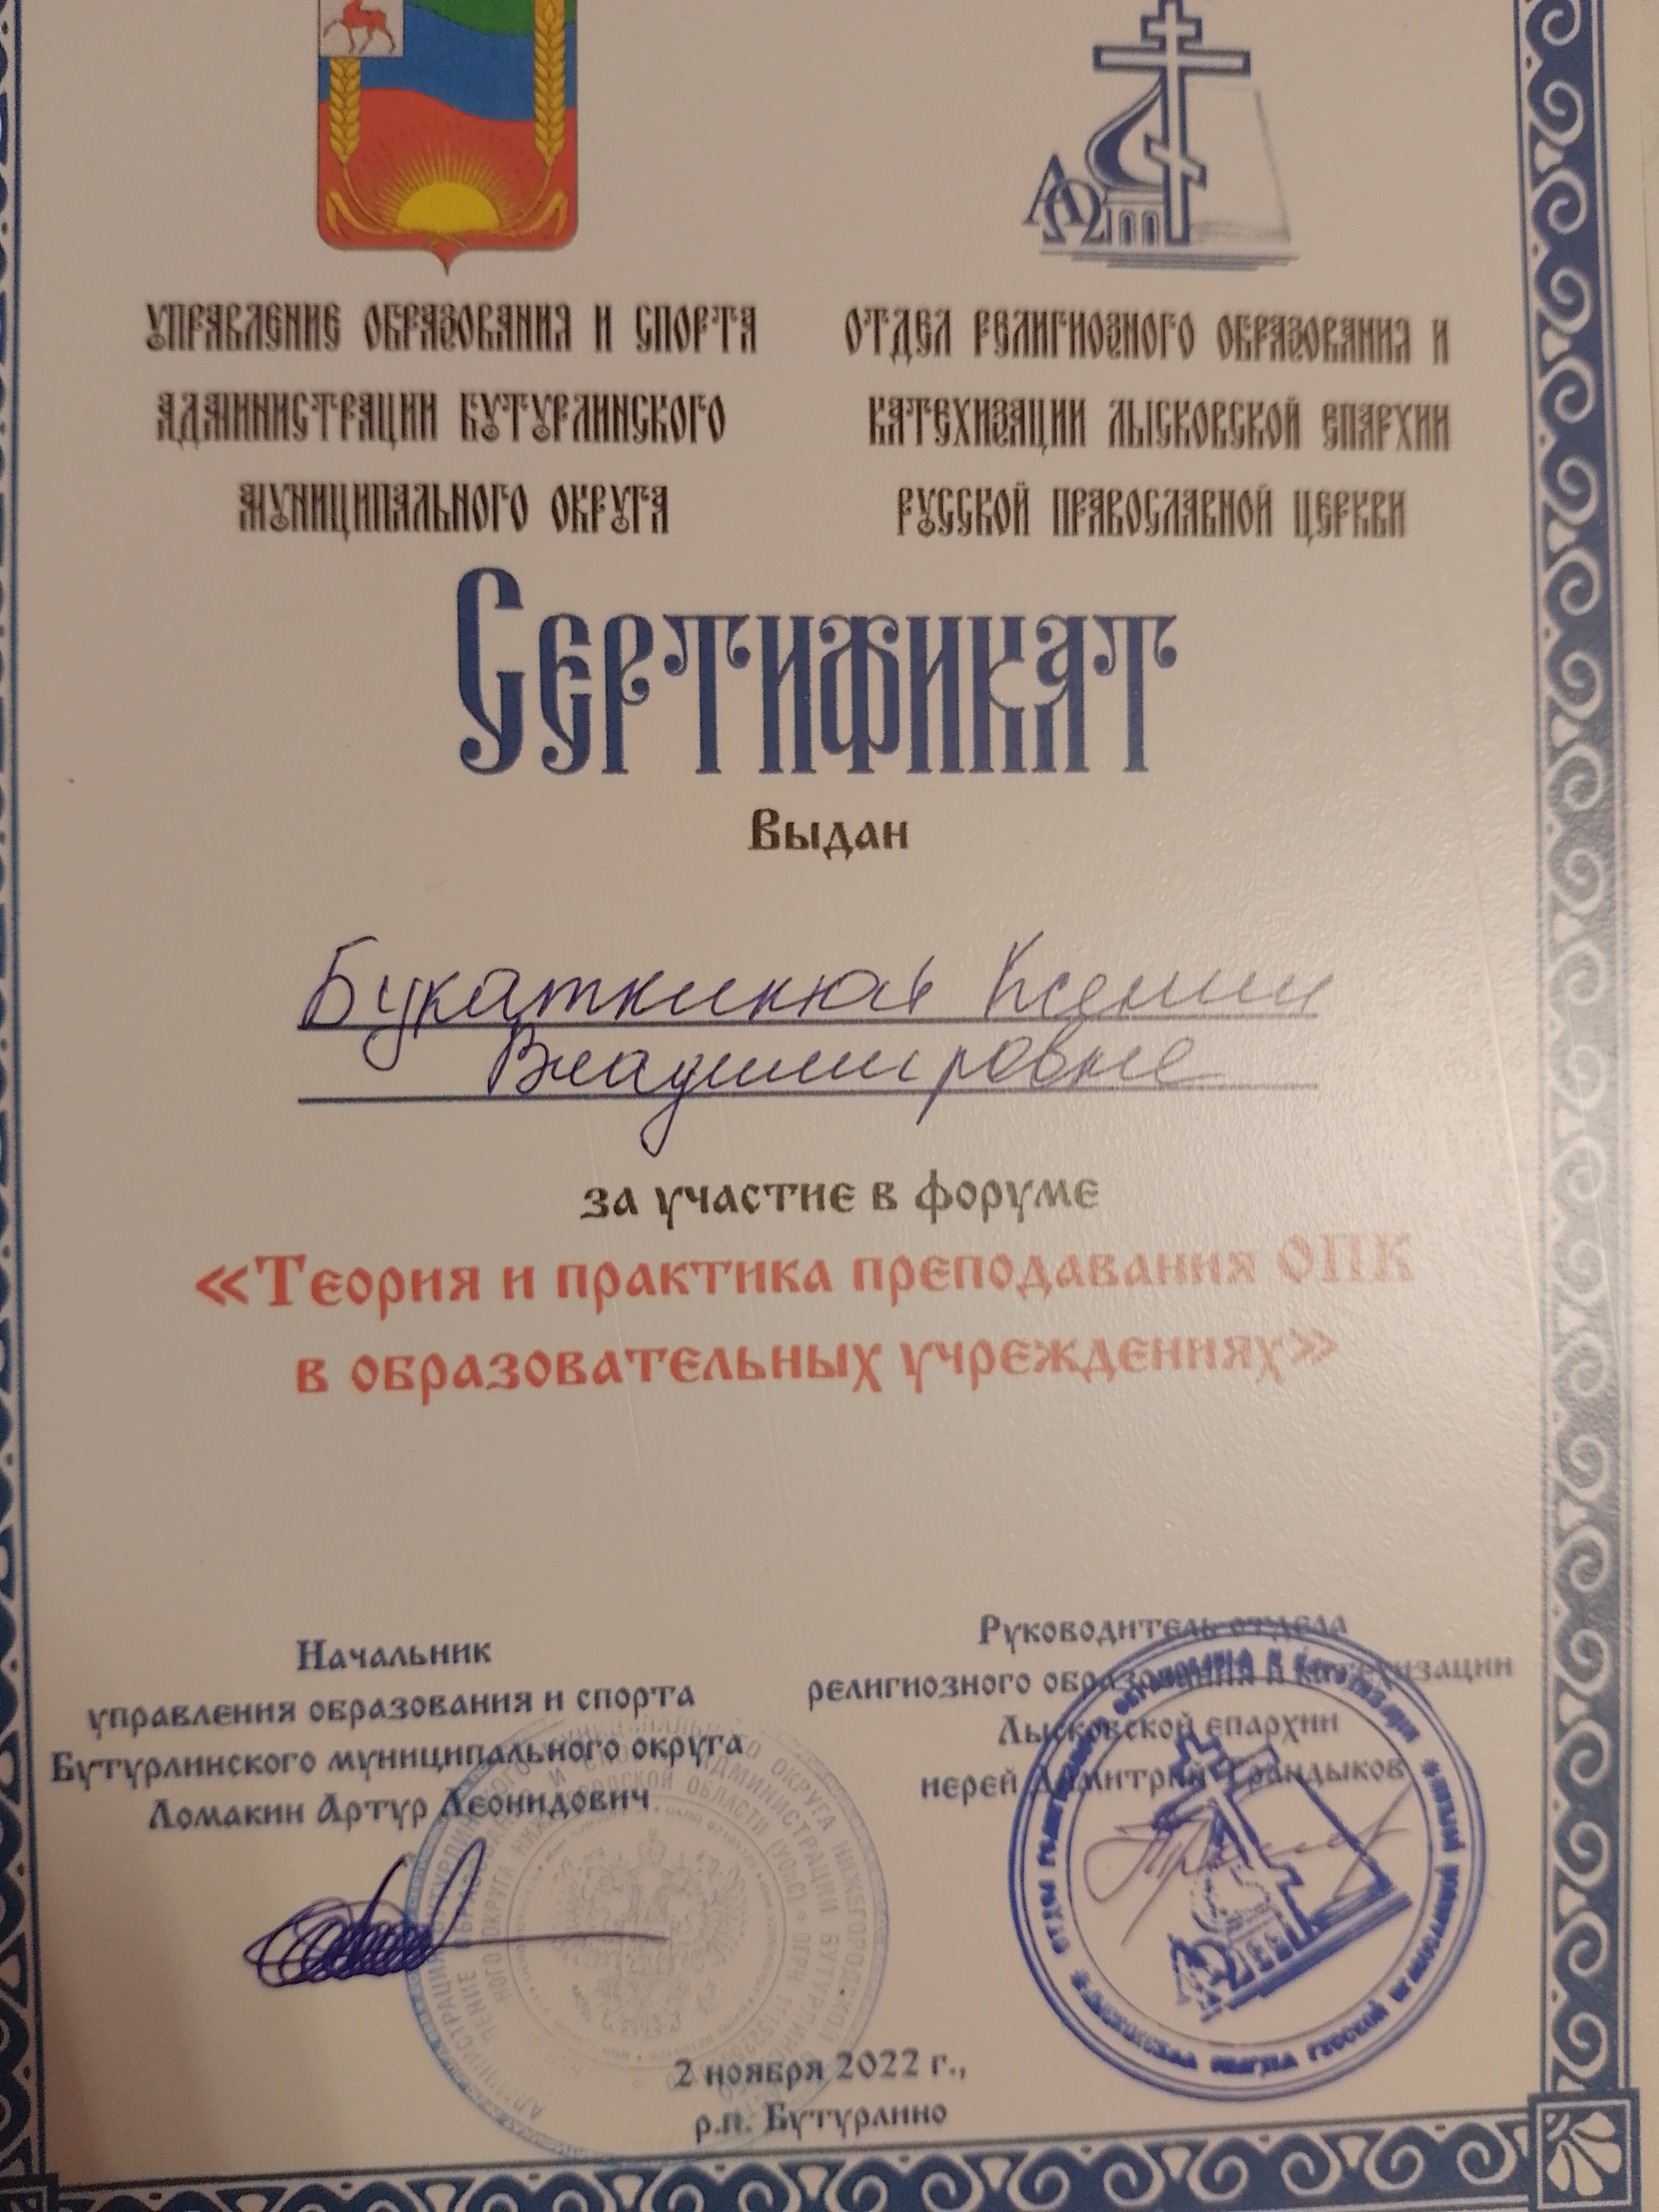 УПРАВЛЕНИЕ ОБРАЗОВАНИЯ И СПОРТА
АДМИНИСТРАЦИИ БУТУРЛИНСКОГО
МУНИЦИПАЛЬНОГО ОКРУГА
ОТДЕЛ РЕЛИГИОЗНОГО ОБРАЗОВАНИЯ И
КАТЕХИЗАЦИИ ЛЫСКОВСКОЙ ЕПАРХИИ
РУССКОЙ ПРАВОСЛАВНОЙ ЦЕРКВИ
СЕРТИФИКАТ
Выдан
Букаткиной Ксении
Владимировне
за участие в форуме
«Теория и практика преподавания ОПК
в образовательных учреждениях»
Начальник
управления образования и спорта
Бутурлинского муниципального округа
Ломакин Артур Леонидович
Руководитель отдела
религиозного образования и катехизации
Лысковской епархии
иерей Димитрий
2 ноября 2022 г.,
р.п. Бутурлино